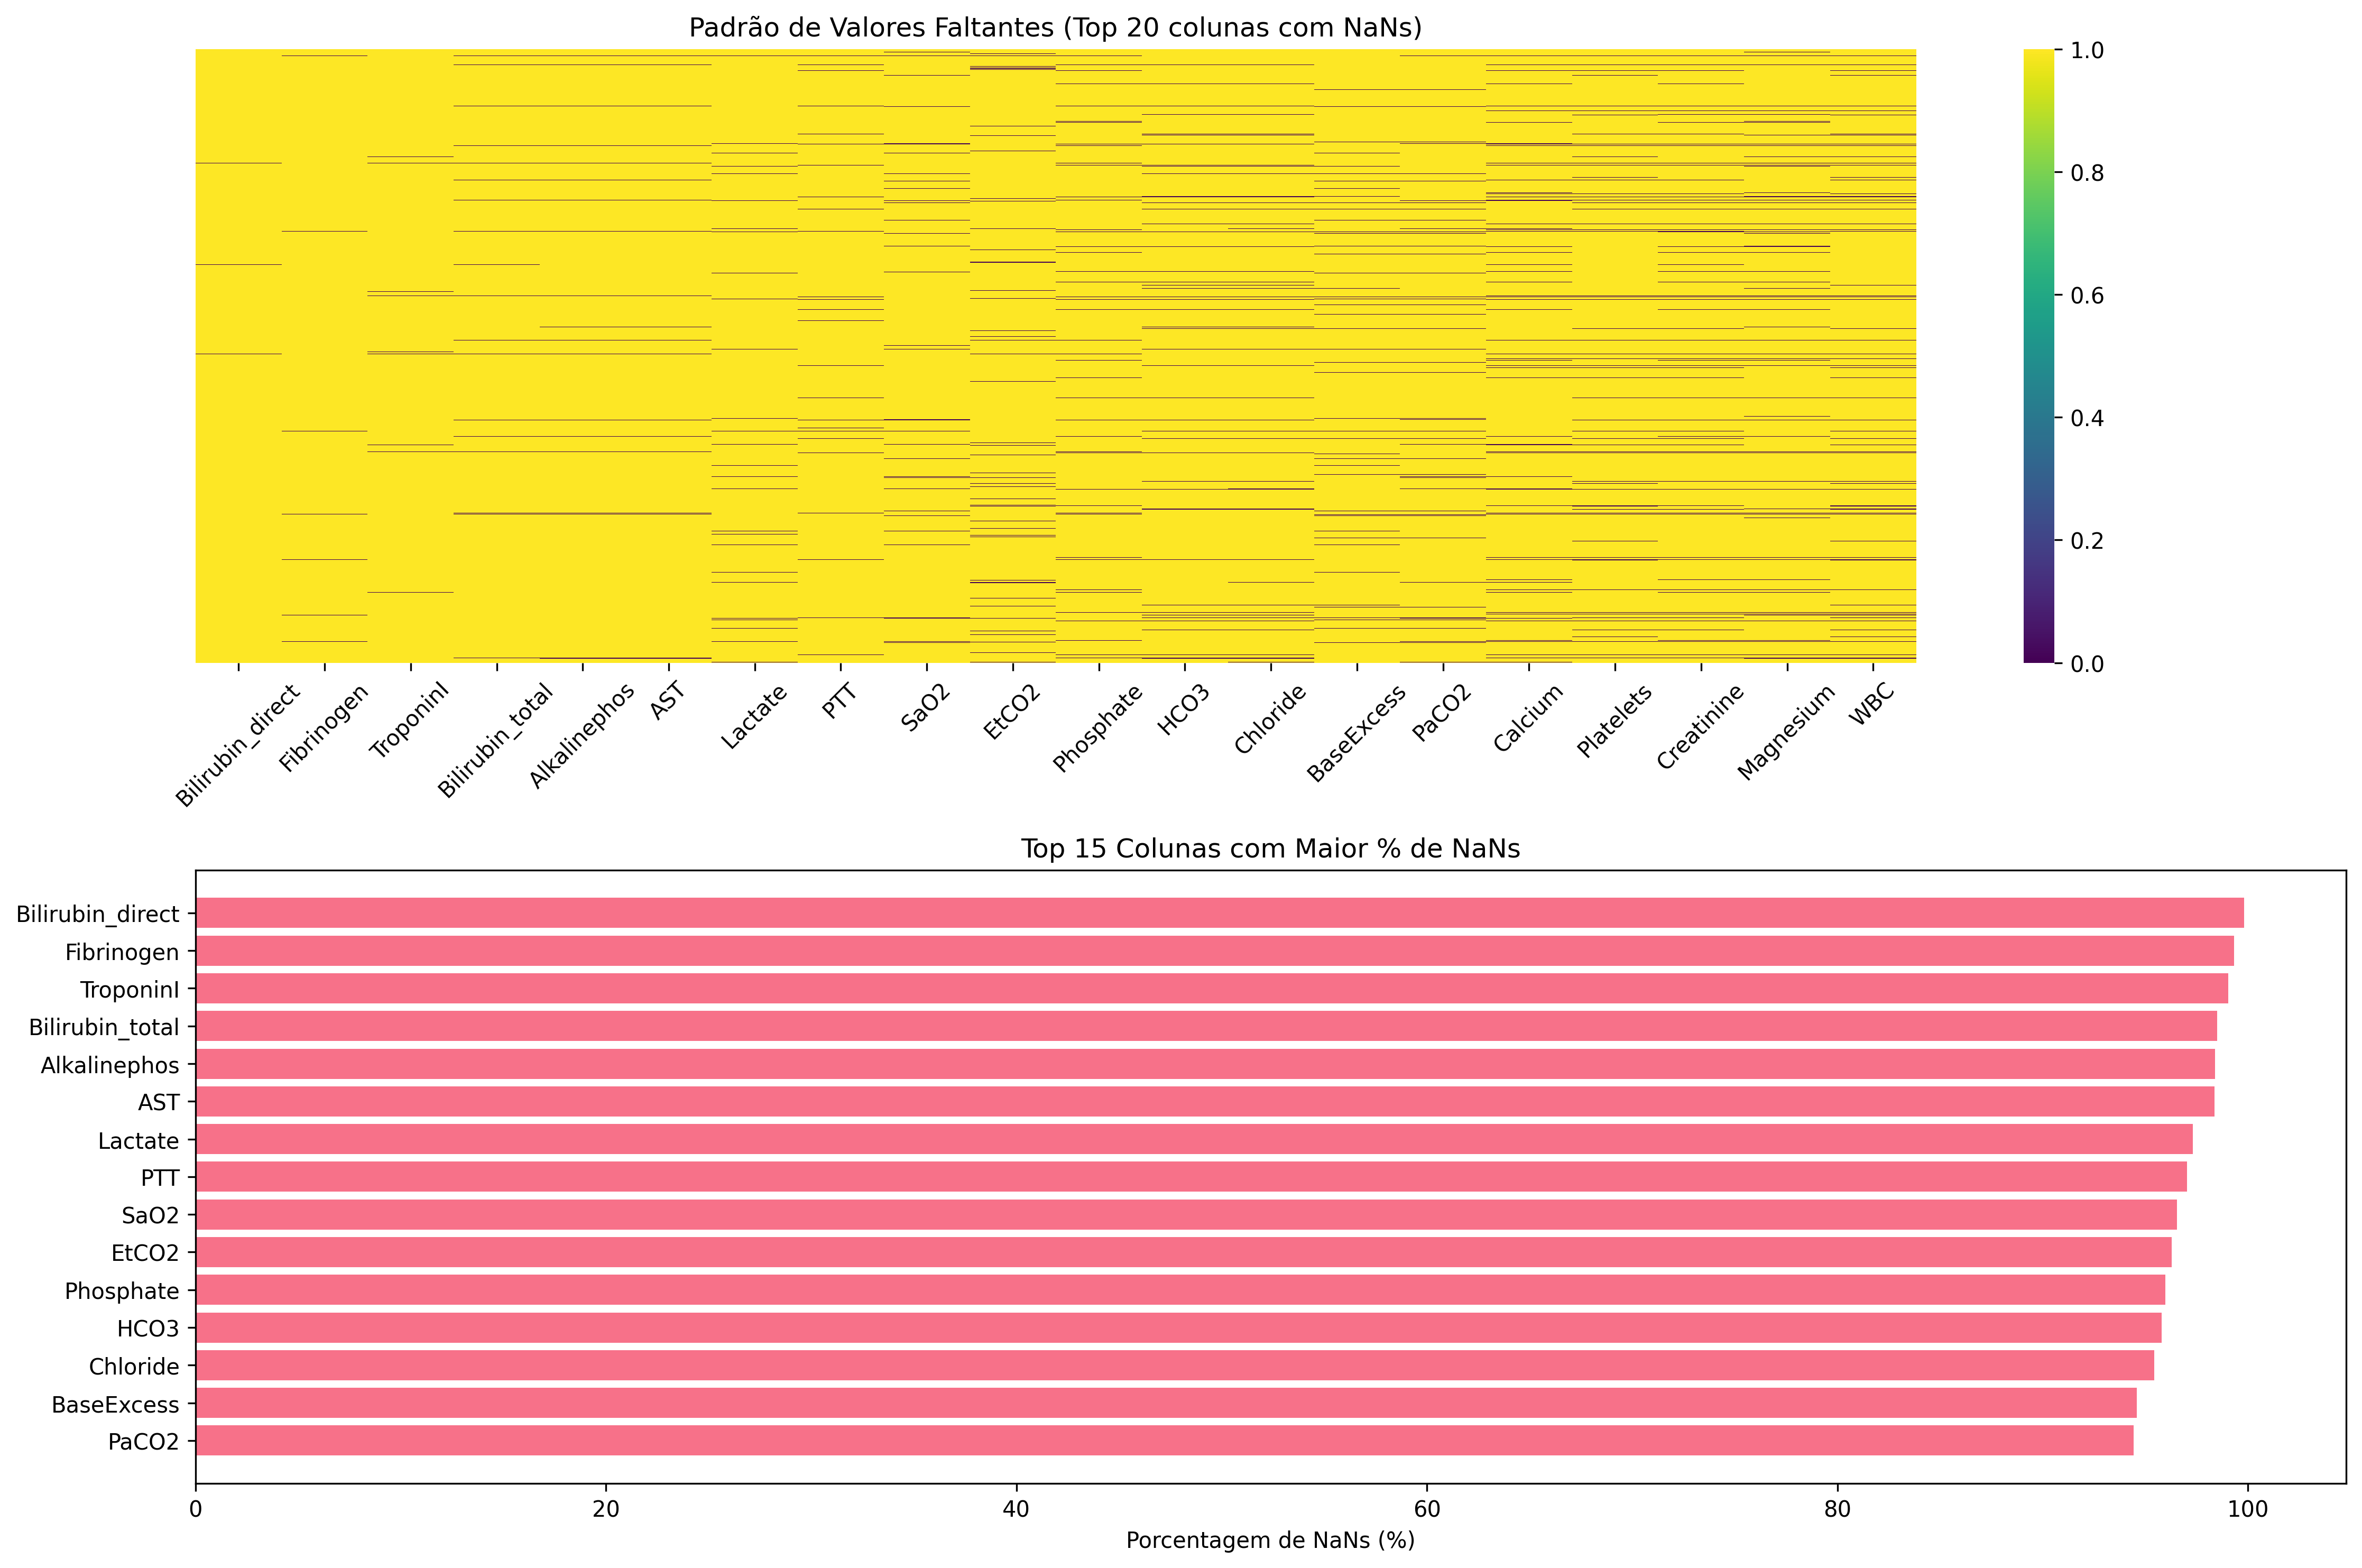 Padrão de Valores Faltantes (Top 20 colunas com NaNs)
1.0
0.8
0.6
0.4
0.2
0.0
Bilirubin_direct
Fibrinogen
TroponinI
Bilirubin_total
Alkalinephos
AST
Lactate
PTT
SaO2
EtCO2
Phosphate
HCO3
Chloride
BaseExcess
PaCO2
Calcium
Platelets
Creatinine
Magnesium
WBC
Top 15 Colunas com Maior % de NaNs
Bilirubin_direct
Fibrinogen
TroponinI
Bilirubin_total
Alkalinephos
AST
Lactate
PTT
SaO2
EtCO2
Phosphate
HCO3
Chloride
BaseExcess
PaCO2
0 20 40 60 80 100
Porcentagem de NaNs (%)